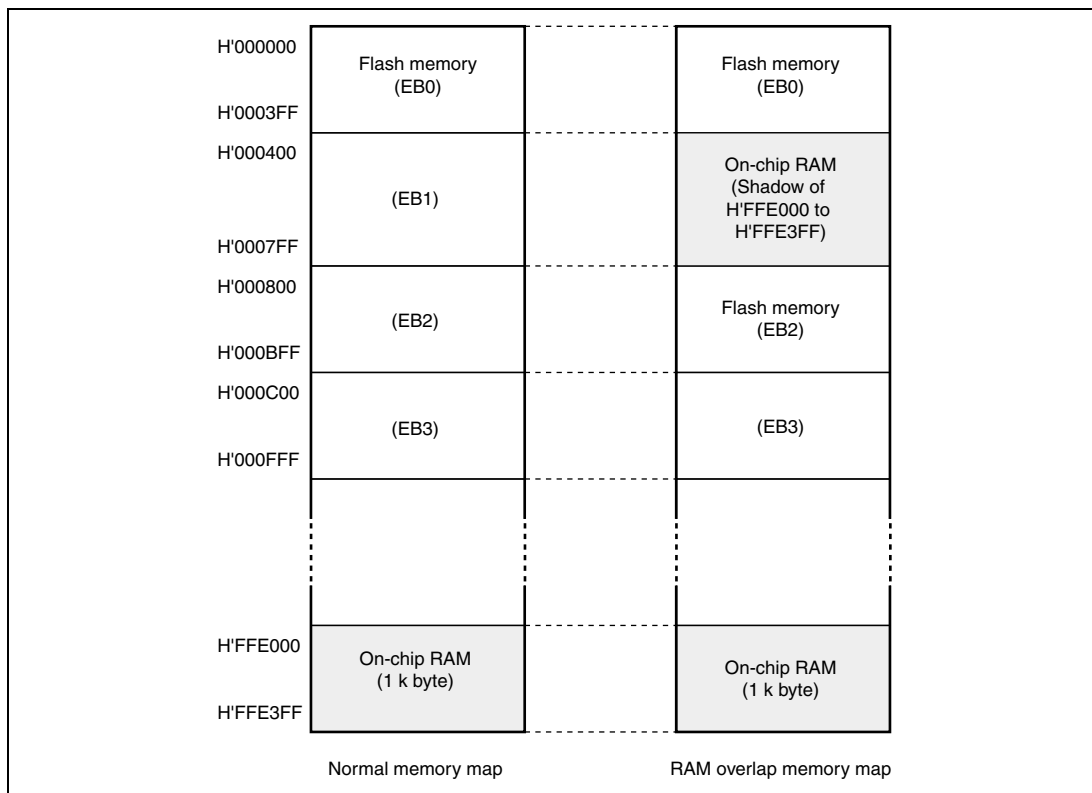 H'000000
Flash memory
(EB0)
Flash memory
(EB0)
H'0003FF
H'000400
(EB1)
On-chip RAM
(Shadow of
H'FFE000 to
H'FFE3FF)
H'0007FF
H'000800
(EB2)
Flash memory
(EB2)
H'000BFF
H'000C00
(EB3)
(EB3)
H'000FFF
H'FFE000
On-chip RAM
(1 k byte)
On-chip RAM
(1 k byte)
H'FFE3FF
Normal memory map
RAM overlap memory map